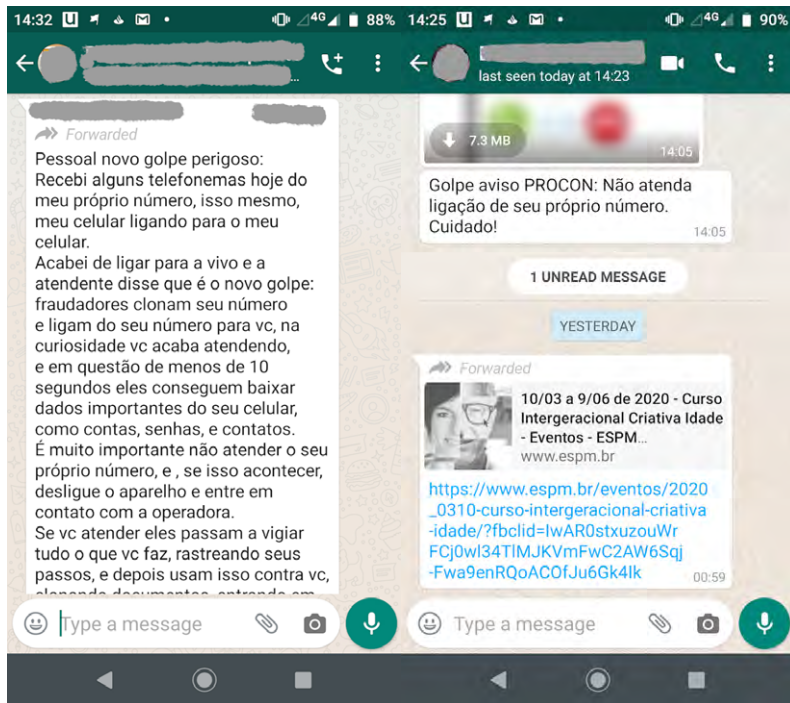 14:32
4G
88%
...
Forwarded
Pessoal novo golpe perigoso:
Recebi alguns telefonemas hoje do
meu próprio número, isso mesmo,
meu celular ligando para o meu
celular.
Acabei de ligar para a vivo e a
atendente disse que é o novo golpe:
fraudadores clonam seu número
e ligam do seu número para vc, na
curiosidade vc acaba atendendo,
e em questão de menos de 10
segundos eles conseguem baixar
dados importantes do seu celular,
como contas, senhas, e contatos.
É muito importante não atender o seu
próprio número, e , se isso acontecer,
desligue o aparelho e entre em
contato com a operadora.
Se vc atender eles passam a vigiar
tudo o que vc faz, rastreando seus
passos, e depois usam isso contra vc,
Type a message
14:25
4G
90%
last seen today at 14:23
7.3 MB
14:05
Golpe aviso PROCON: Não atenda
ligação de seu próprio número.
Cuidado!
14:05
1 UNREAD MESSAGE
YESTERDAY
Forwarded
10/03 a 9/06 de 2020 - Curso
Intergeracional Criativa Idade
- Eventos - ESPM...
www.espm.br
https://www.espm.br/eventos/2020
_0310-curso-intergeracional-criativa
-idade/?fbclid=IwAR0stxuzouWr
FCj0wl34TlMJKVmFwC2AW6Sqj
-Fwa9enRQoACOfJu6Gk4lk
00:59
Type a message